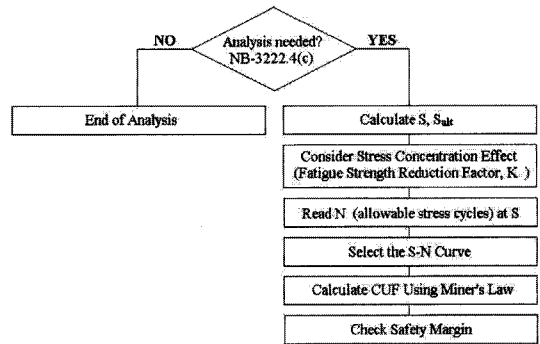 Analysis needed?
NB-3222.4(c)
NO
YES
End of Analysis
Calculate S, Salt
Consider Stress Concentration Effect
(Fatigue Strength Reduction Factor, K )
Read N (allowable stress cycles) at S
Select the S-N Curve
Calculate CUF Using Miner's Law
Check Safety Margin